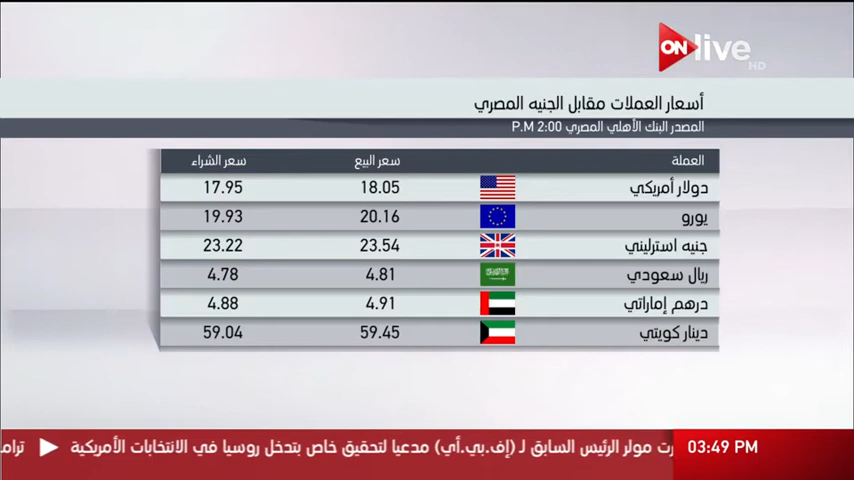 ON live
HD
أسعار العملات مقابل الجنيه المصري
المصدر البنك الأهلي المصري 2:00 P.M
العملة سعر البيع سعر الشراء
دولار أمريكي 18.05 17.95
يورو 20.16 19.93
جنيه استرليني 23.54 23.22
ريال سعودي 4.81 4.78
درهم إماراتي 4.91 4.88
دينار كويتي 59.45 59.04
03:49 PM
مولر الرئيس السابق لـ (إف.بي.أي) مدعيا لتحقيق خاص بتدخل روسيا في الانتخابات الأمريكية